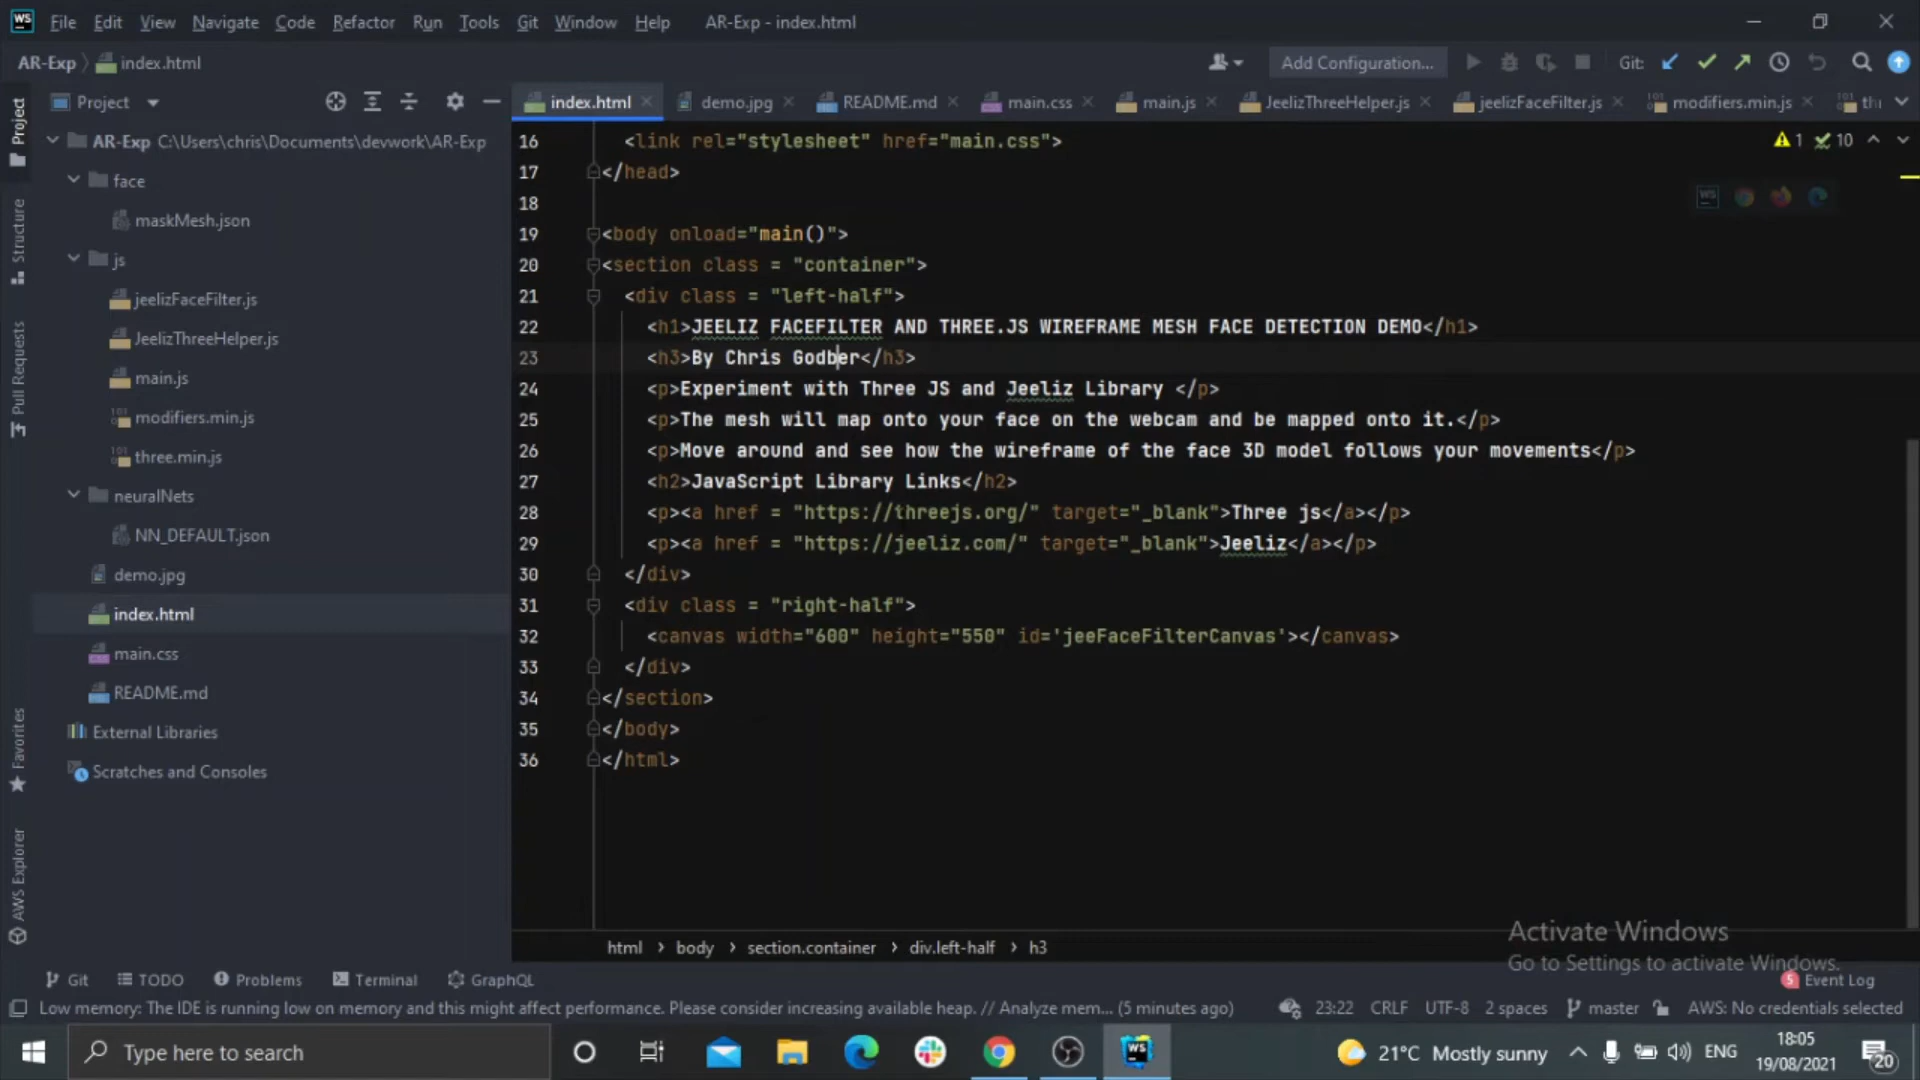 WS File Edit View Navigate Code Refactor Run Tools Git Window Help AR-Exp - index.html
AR-Exp index.html Add Configuration... Git:
Project
index.html demo.jpg README.md main.css main.js JeelizThreeHelper.js jeelizFaceFilter.js modifiers.min.js
AR-Exp C:\Users\chris\Documents\devwork\AR-Exp
face
maskMesh.json
js
jeelizFaceFilter.js
JeelizThreeHelper.js
main.js
modifiers.min.js
three.min.js
neuralNets
NN_DEFAULT.json
demo.jpg
index.html
main.css
README.md
External Libraries
Scratches and Consoles
Project
Structure
Pull Requests
Favorites
AWS Explorer
1 10
16 <link rel="stylesheet" href="main.css">
17 </head>
18
19 <body onload="main()">
20 <section class = "container">
21 <div class = "left-half">
22 <h1>JEELIZ FACEFILTER AND THREE.JS WIREFRAME MESH FACE DETECTION DEMO</h1>
23 <h3>By Chris Godber</h3>
24 <p>Experiment with Three JS and Jeeliz Library </p>
25 <p>The mesh will map onto your face on the webcam and be mapped onto it.</p>
26 <p>Move around and see how the wireframe of the face 3D model follows your movements</p>
27 <h2>JavaScript Library Links</h2>
28 <p><a href = "https://threejs.org/" target="_blank">Three js</a></p>
29 <p><a href = "https://jeeliz.com/" target="_blank">Jeeliz</a></p>
30 </div>
31 <div class = "right-half">
32 <canvas width="600" height="550" id='jeeFaceFilterCanvas'></canvas>
33 </div>
34 </section>
35 </body>
36 </html>
Activate Windows
Go to Settings to activate Windows.
html body section.container div.left-half h3
Git TODO Problems Terminal GraphQL 5 Event Log
Low memory: The IDE is running low on memory and this might affect performance. Please consider increasing available heap. // Analyze mem... (5 minutes ago) 23:22 CRLF UTF-8 2 spaces master AWS: No credentials selected
Type here to search
WS
21°C Mostly sunny ENG
18:05
19/08/2021
20